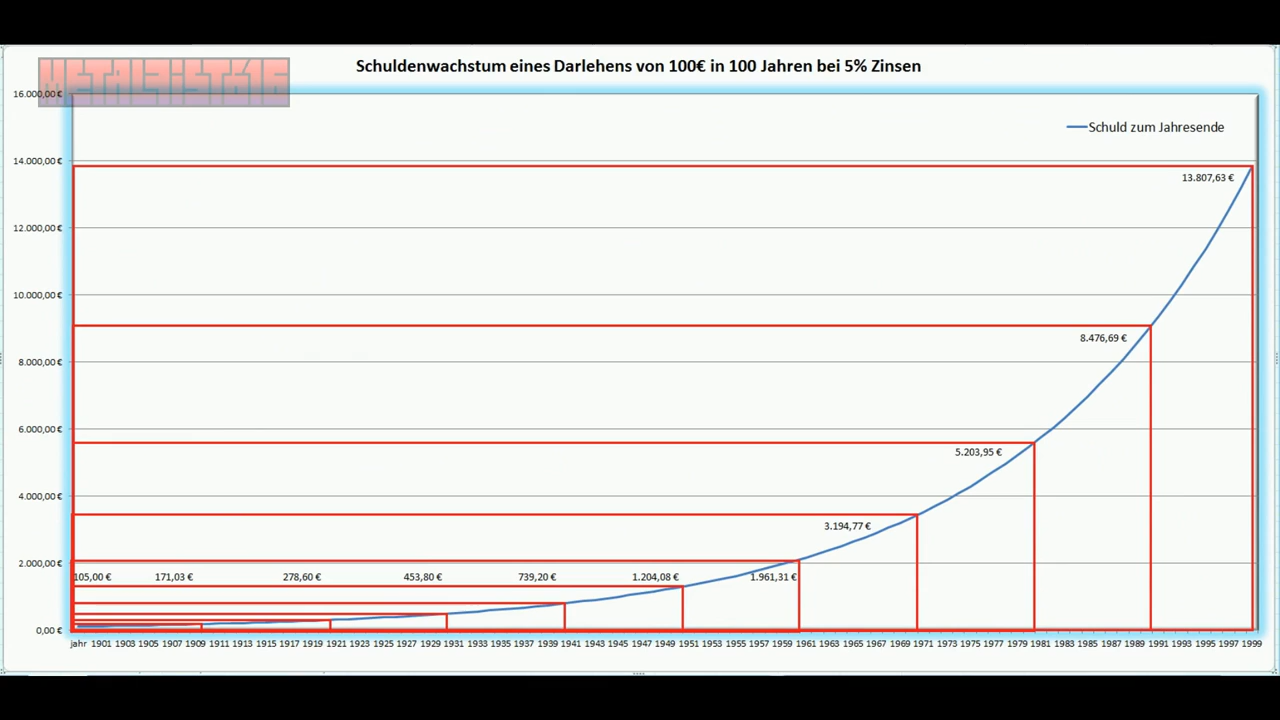 METAL3IST616
Schuldenwachstum eines Darlehens von 100€ in 100 Jahren bei 5% Zinsen
16.000,00 €
Schuld zum Jahresende
14.000,00 €
13.807,63 €
12.000,00 €
10.000,00 €
8.476,69 €
8.000,00 €
6.000,00 €
5.203,95 €
4.000,00 €
3.194,77 €
2.000,00 €
105,00 € 171,03 € 278,60 € 453,80 € 739,20 € 1.204,08 € 1.961,31 €
0,00 €
jahr 1901 1903 1905 1907 1909 1911 1913 1915 1917 1919 1921 1923 1925 1927 1929 1931 1933 1935 1937 1939 1941 1943 1945 1947 1949 1951 1953 1955 1957 1959 1961 1963 1965 1967 1969 1971 1973 1975 1977 1979 1981 1983 1985 1987 1989 1991 1993 1995 1997 1999